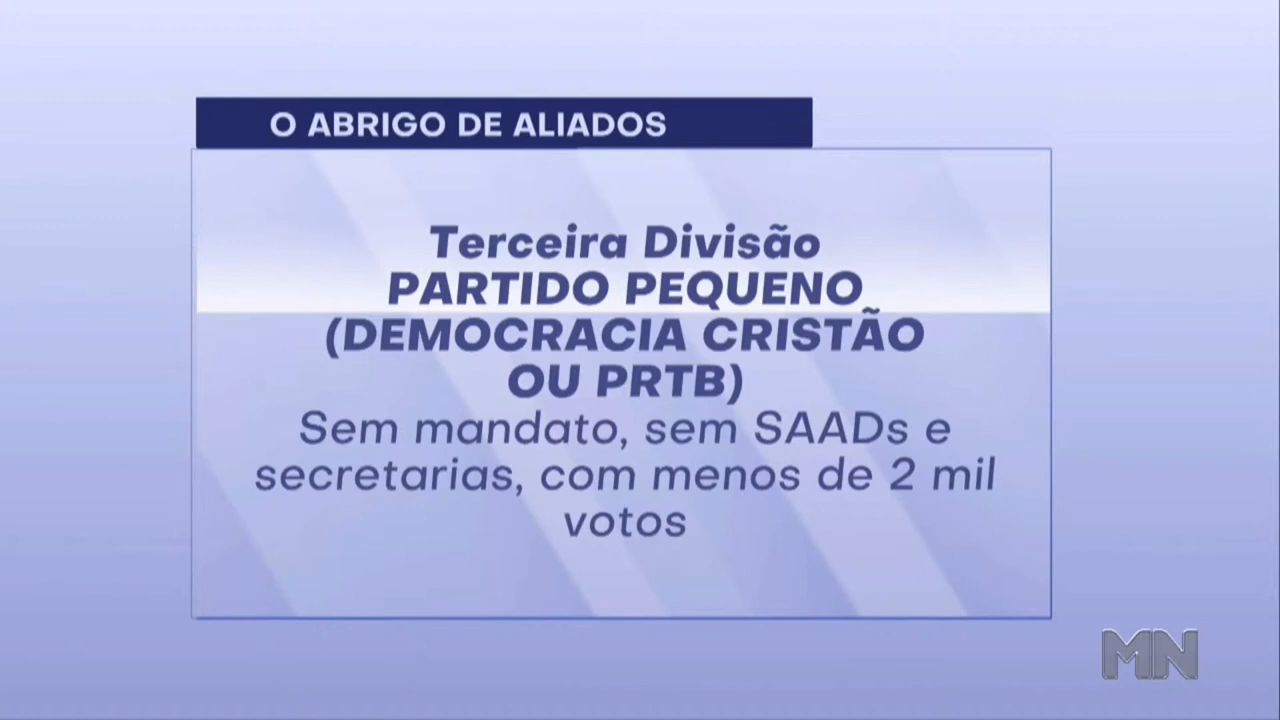 O ABRIGO DE ALIADOS
Terceira Divisão
PARTIDO PEQUENO
(DEMOCRACIA CRISTÃO
OU PRTB)
Sem mandato, sem SAADs e
secretarias, com menos de 2 mil
votos
MN